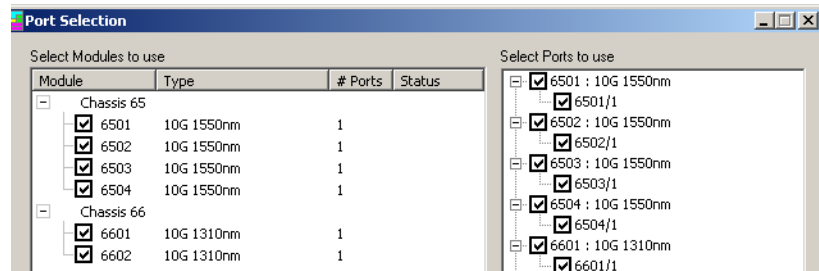 Port Selection
Select Modules to use
Module Type # Ports Status
Chassis 65
6501 10G 1550nm 1
6502 10G 1550nm 1
6503 10G 1550nm 1
6504 10G 1550nm 1
Chassis 66
6601 10G 1310nm 1
6602 10G 1310nm 1
Select Ports to use
6501 : 10G 1550nm
6501/1
6502 : 10G 1550nm
6502/1
6503 : 10G 1550nm
6503/1
6504 : 10G 1550nm
6504/1
6601 : 10G 1310nm
6601/1